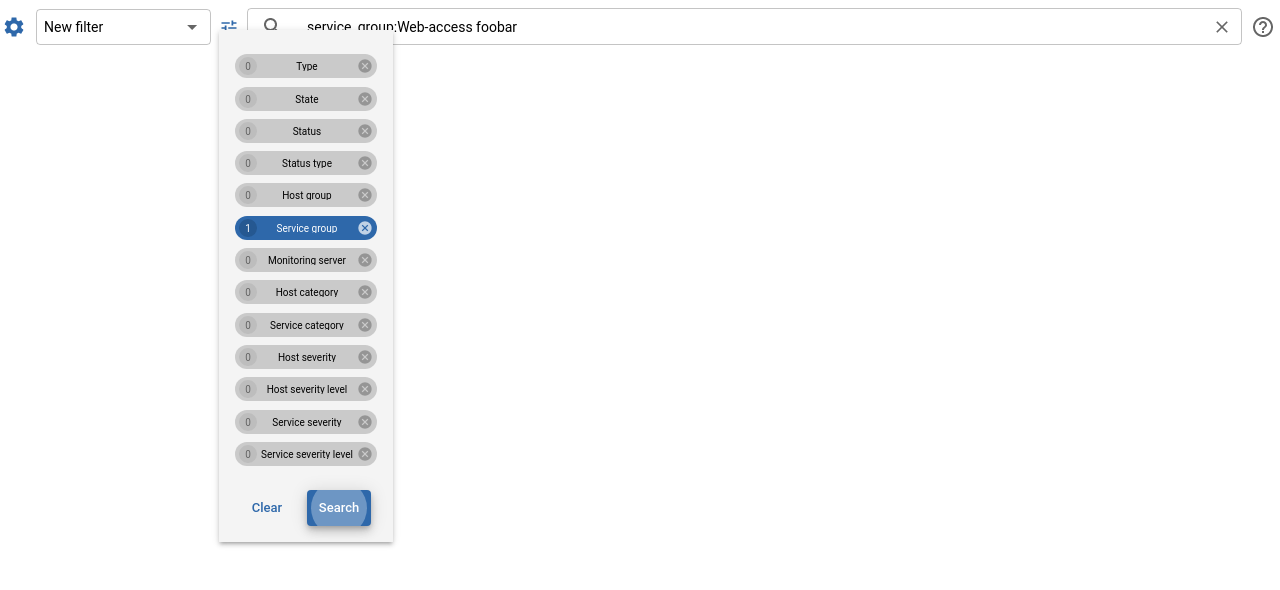 New filter
service_group:Web-access foobar
0 Type
0 State
0 Status
0 Status type
0 Host group
1 Service group
0 Monitoring server
0 Host category
0 Service category
0 Host severity
0 Host severity level
0 Service severity
0 Service severity level
Clear Search